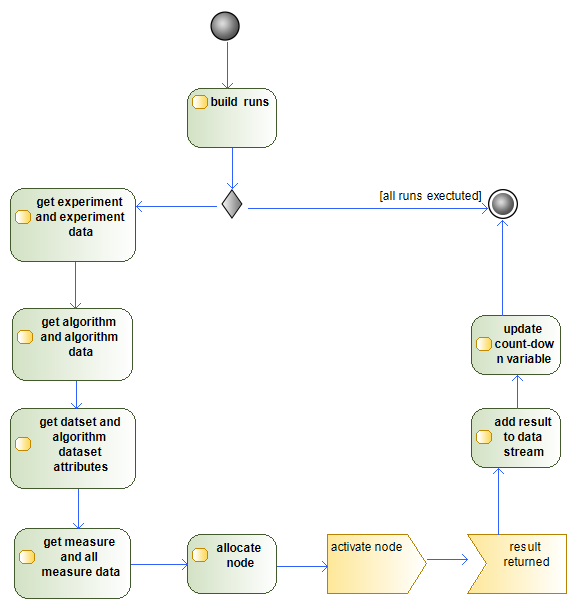 build  runs
[all runs exectuted]
get experiment
and experiment
data
get algorithm
and algorithm
data
update
count-dow
n variable
get datset and
algorithm
dataset
attributes
add result
to data
stream
get measure
and all
measure data
allocate
node
activate node
result
returned